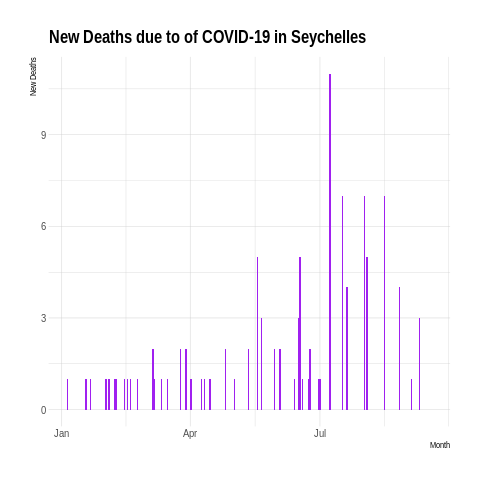 New Deaths due to of COVID-19 in Seychelles
New Deaths
9
6
3
0
Jan Apr Jul
Month